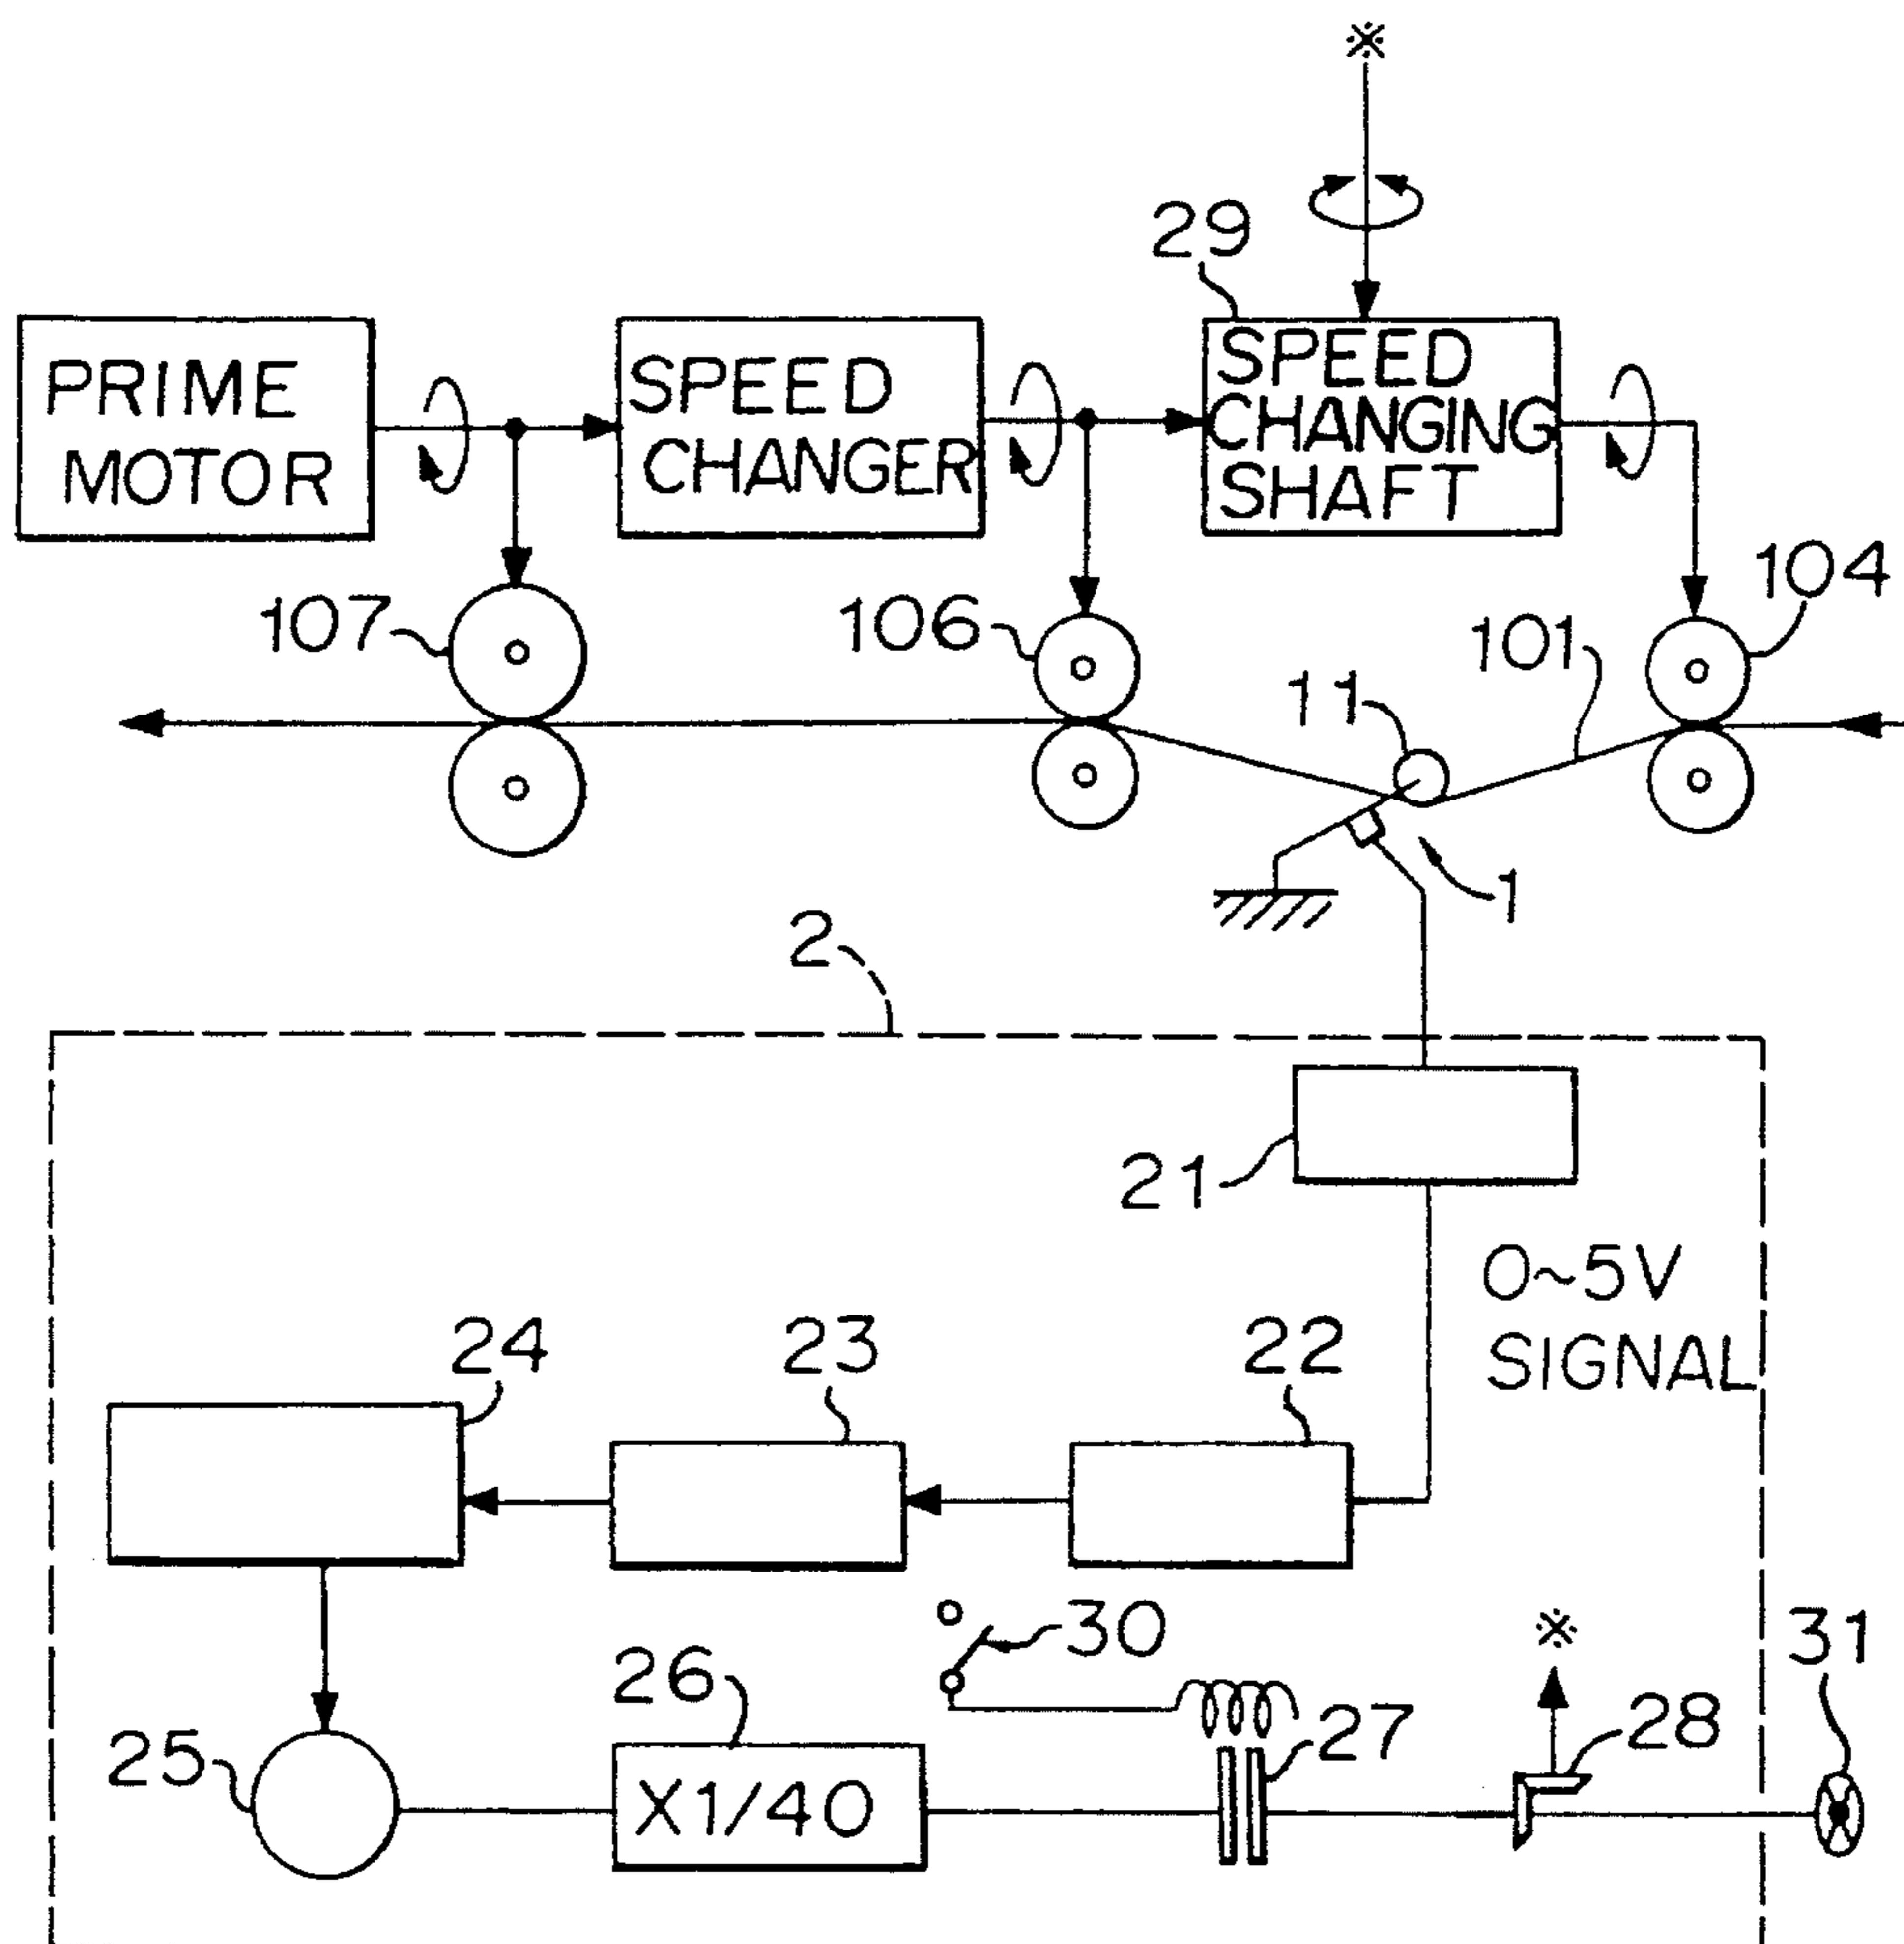 ※
29
PRIME
MOTOR
SPEED
CHANGER
SPEED
CHANGING
SHAFT
107
106
11
101
104
1
2
21
0~5V
SIGNAL
24
23
22
30
※
31
26
27
28
25
X1/40